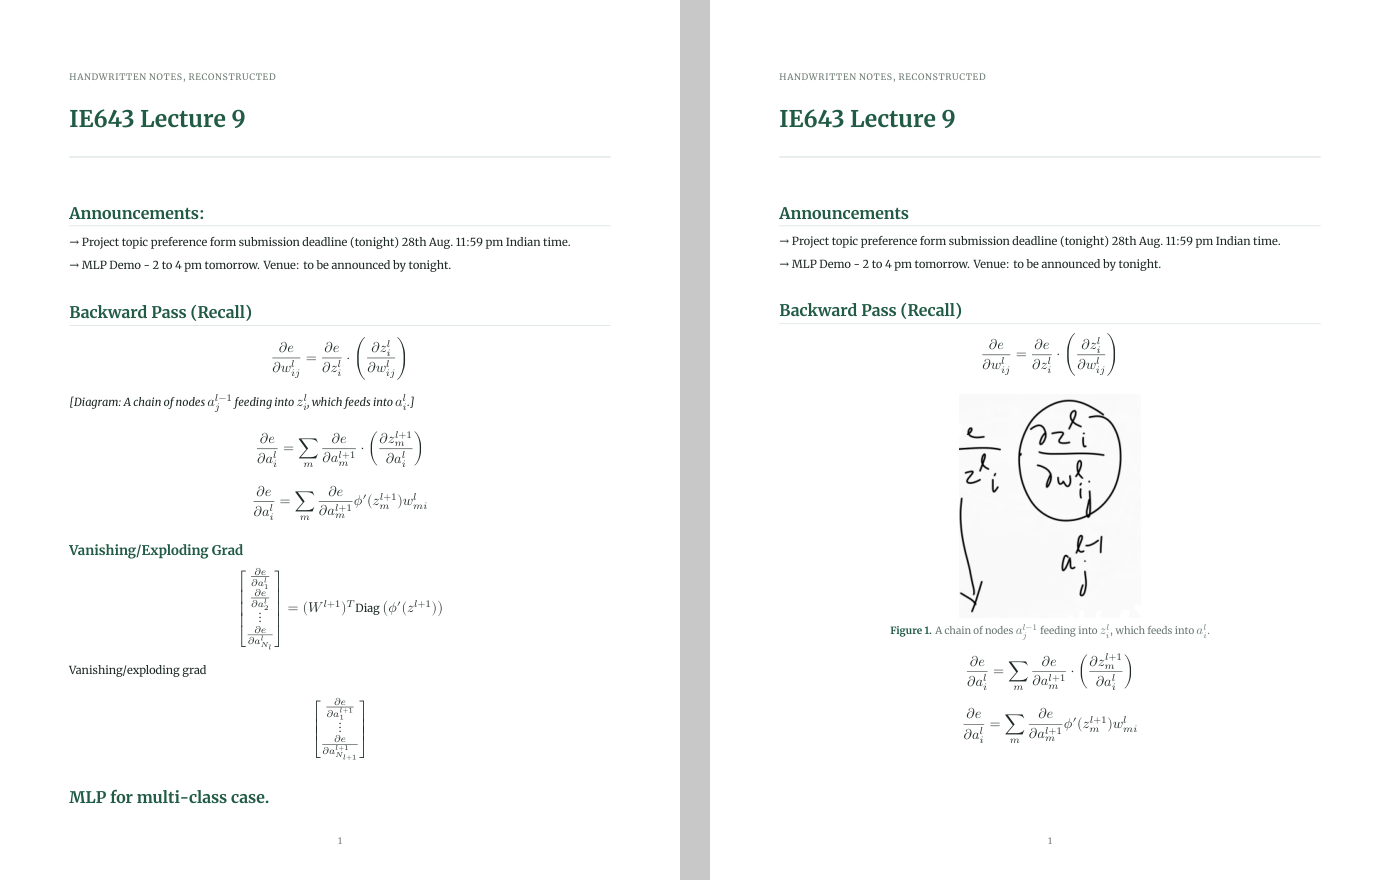 HANDWRITTEN NOTES, RECONSTRUCTED
IE643 Lecture 9
Announcements:
→ Project topic preference form submission deadline (tonight) 28th Aug. 11:59 pm Indian time.
→ MLP Demo - 2 to 4 pm tomorrow. Venue: to be announced by tonight.
Backward Pass (Recall)
∂e/∂w^l_{ij} = ∂e/∂z^l_i · (∂z^l_i/∂w^l_{ij})
[Diagram: A chain of nodes a^{l−1}_j feeding into z^l_i, which feeds into a^l_i.]
∂e/∂a^l_i = ∑_m ∂e/∂a^{l+1}_m · (∂z^{l+1}_m/∂a^l_i)
∂e/∂a^l_i = ∑_m ∂e/∂a^{l+1}_m ϕ′(z^{l+1}_m)w^l_{mi}
Vanishing/Exploding Grad
[∂e/∂a^l_1 ∂e/∂a^l_2 ⋮ ∂e/∂a^l_{N_l}] = (W^{l+1})^T Diag (ϕ′(z^{l+1}))
Vanishing/exploding grad
[∂e/∂a^{l+1}_1 ⋮ ∂e/∂a^{l+1}_{N_{l+1}}]
MLP for multi-class case.
1
HANDWRITTEN NOTES, RECONSTRUCTED
IE643 Lecture 9
Announcements
→ Project topic preference form submission deadline (tonight) 28th Aug. 11:59 pm Indian time.
→ MLP Demo - 2 to 4 pm tomorrow. Venue: to be announced by tonight.
Backward Pass (Recall)
∂e/∂w^l_{ij} = ∂e/∂z^l_i · (∂z^l_i/∂w^l_{ij})
e/z^l_i ∂z^l_i/∂w^l_{ij}
a^{l−1}_j
Figure 1. A chain of nodes a^{l−1}_j feeding into z^l_i, which feeds into a^l_i.
∂e/∂a^l_i = ∑_m ∂e/∂a^{l+1}_m · (∂z^{l+1}_m/∂a^l_i)
∂e/∂a^l_i = ∑_m ∂e/∂a^{l+1}_m ϕ′(z^{l+1}_m)w^l_{mi}
1